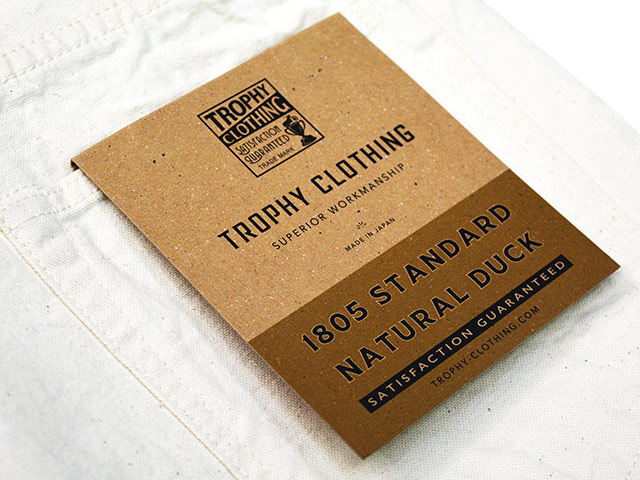 TROPHY
CLOTHING
SATISFACTION
GUARANTEED
TRADE MARK
TROPHY CLOTHING
SUPERIOR WORKMANSHIP
MADE IN JAPAN
1805 STANDARD
NATURAL DUCK
SATISFACTION GUARANTEED
TROPHY-CLOTHING.COM